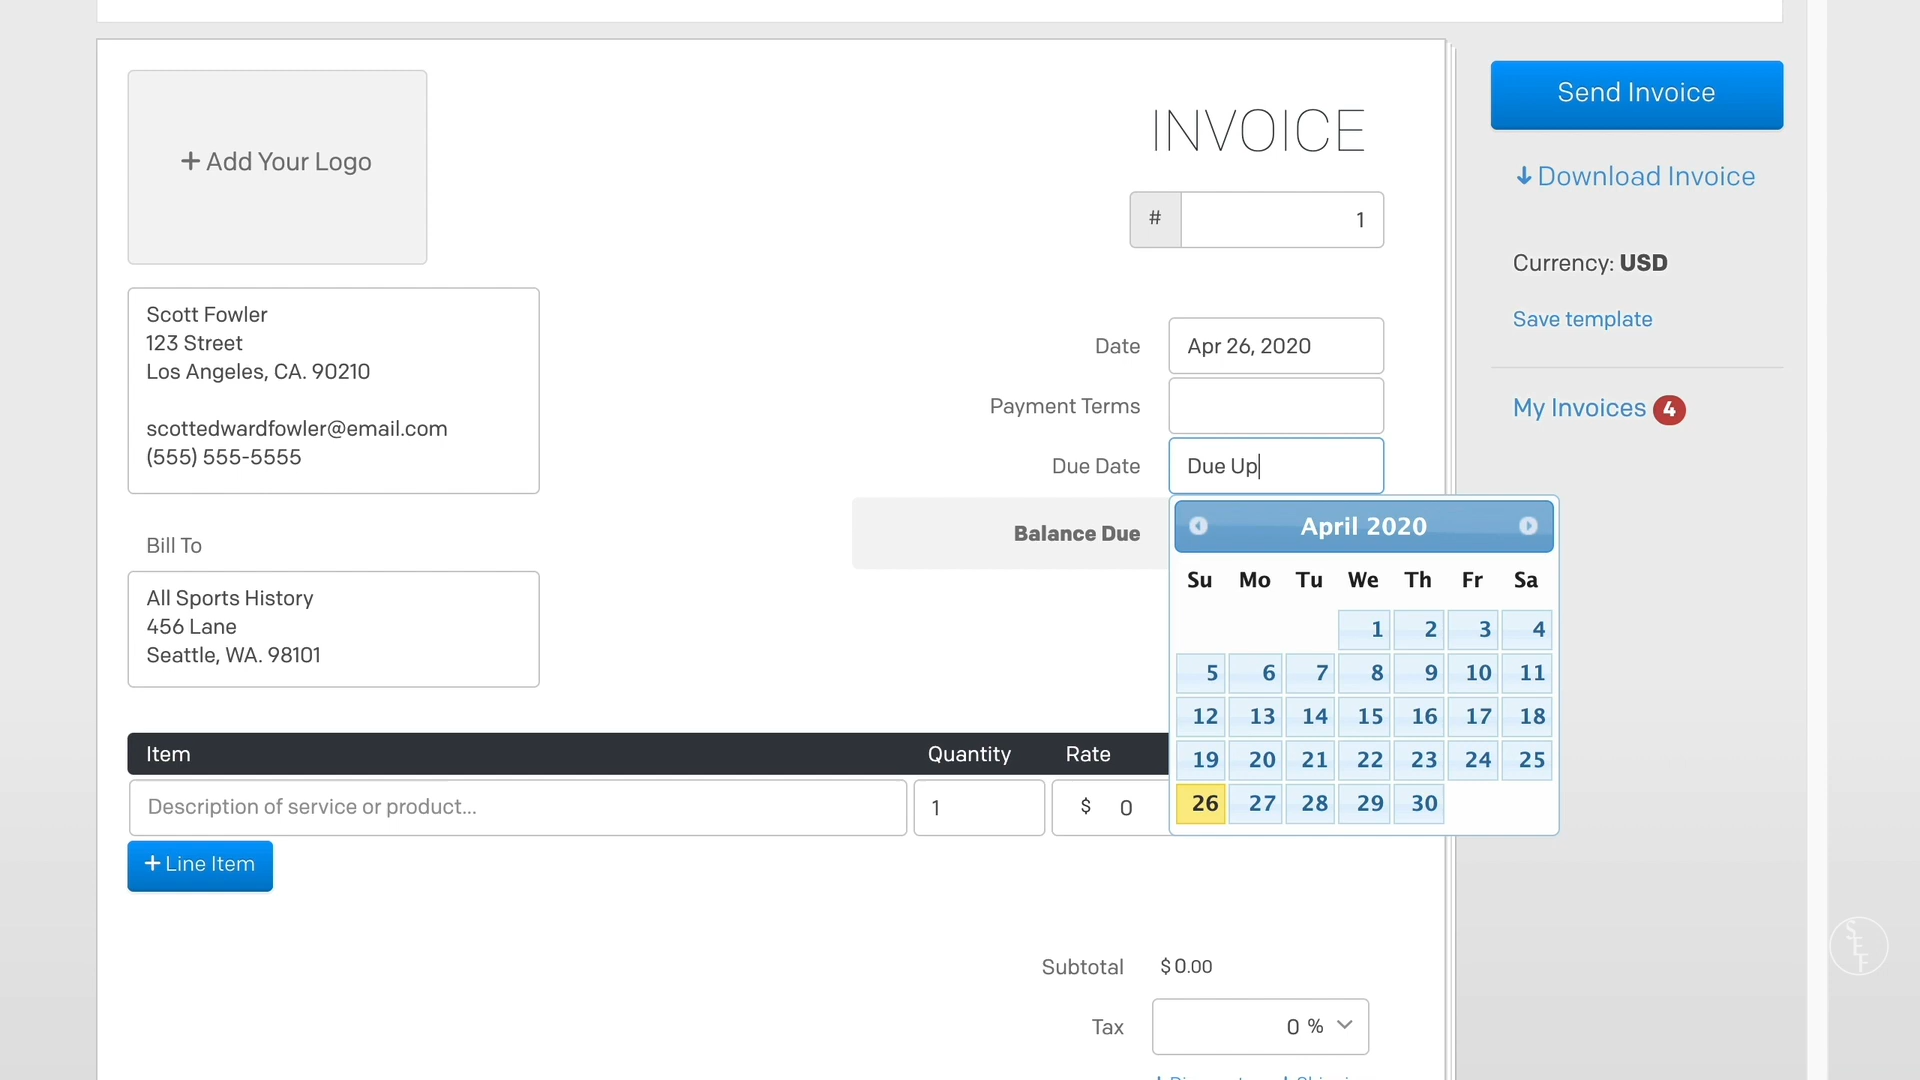 + Add Your Logo
INVOICE
# 1
Scott Fowler
123 Street
Los Angeles, CA. 90210
scottedwardfowler@email.com
(555) 555-5555
Date Apr 26, 2020
Payment Terms
Due Date Due Up
Balance Due
Bill To
All Sports History
456 Lane
Seattle, WA. 98101
April 2020
Su Mo Tu We Th Fr Sa
1 2 3 4
5 6 7 8 9 10 11
12 13 14 15 16 17 18
19 20 21 22 23 24 25
26 27 28 29 30
Item Quantity Rate
Description of service or product... 1 $ 0
+ Line Item
Subtotal $0.00
Tax 0 %
Send Invoice
Download Invoice
Currency: USD
Save template
My Invoices 4
SEF